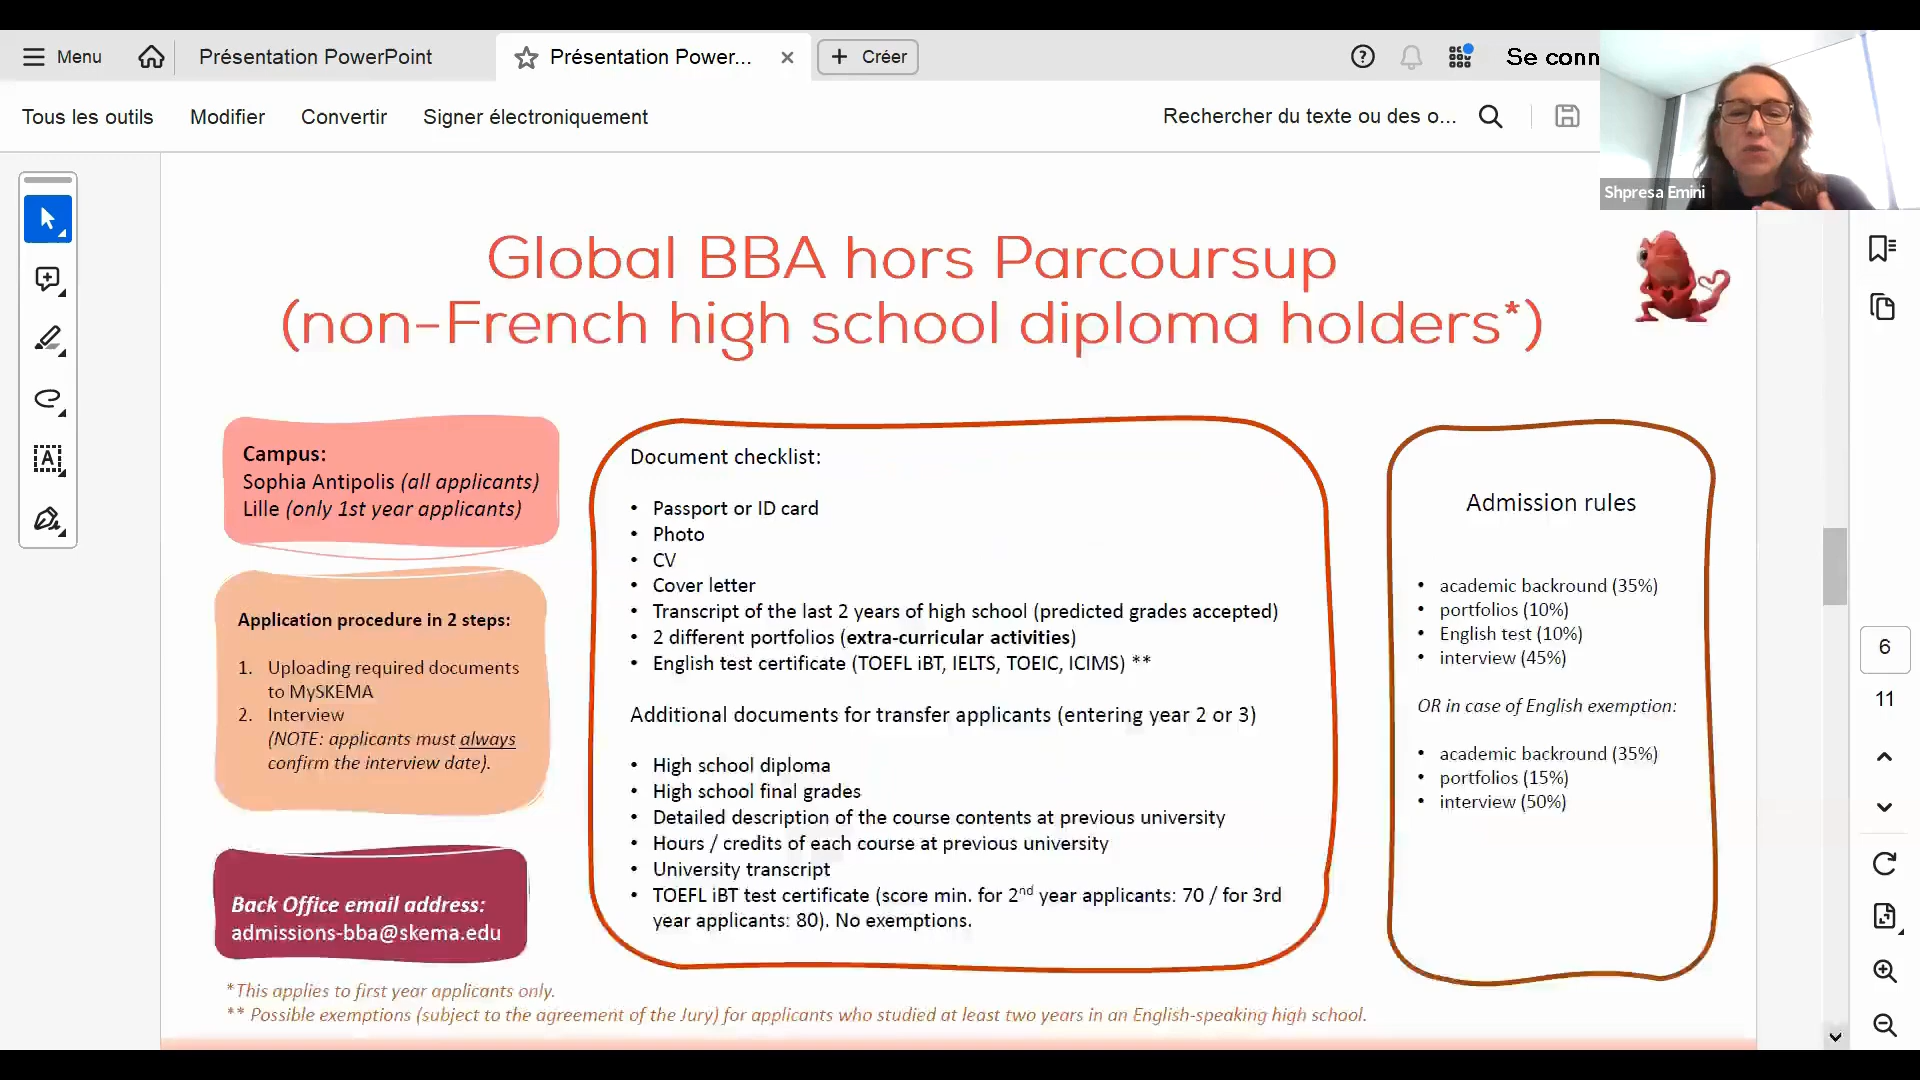 Menu
Présentation PowerPoint
Présentation Power...
Créer
Se conn
Tous les outils
Modifier
Convertir
Signer électroniquement
Rechercher du texte ou des o...
Shpresa Emini
Global BBA hors Parcoursup
(non-French high school diploma holders*)
Campus:
Sophia Antipolis (all applicants)
Lille (only 1st year applicants)
Application procedure in 2 steps:
1. Uploading required documents
to MySKEMA
2. Interview
(NOTE: applicants must always
confirm the interview date).
Back Office email address:
admissions-bba@skema.edu
Document checklist:
• Passport or ID card
• Photo
• CV
• Cover letter
• Transcript of the last 2 years of high school (predicted grades accepted)
• 2 different portfolios (extra-curricular activities)
• English test certificate (TOEFL iBT, IELTS, TOEIC, ICIMS) **
Additional documents for transfer applicants (entering year 2 or 3)
• High school diploma
• High school final grades
• Detailed description of the course contents at previous university
• Hours / credits of each course at previous university
• University transcript
• TOEFL iBT test certificate (score min. for 2nd year applicants: 70 / for 3rd
year applicants: 80). No exemptions.
Admission rules
• academic backround (35%)
• portfolios (10%)
• English test (10%)
• interview (45%)
OR in case of English exemption:
• academic backround (35%)
• portfolios (15%)
• interview (50%)
*This applies to first year applicants only.
** Possible exemptions (subject to the agreement of the Jury) for applicants who studied at least two years in an English-speaking high school.
6
11